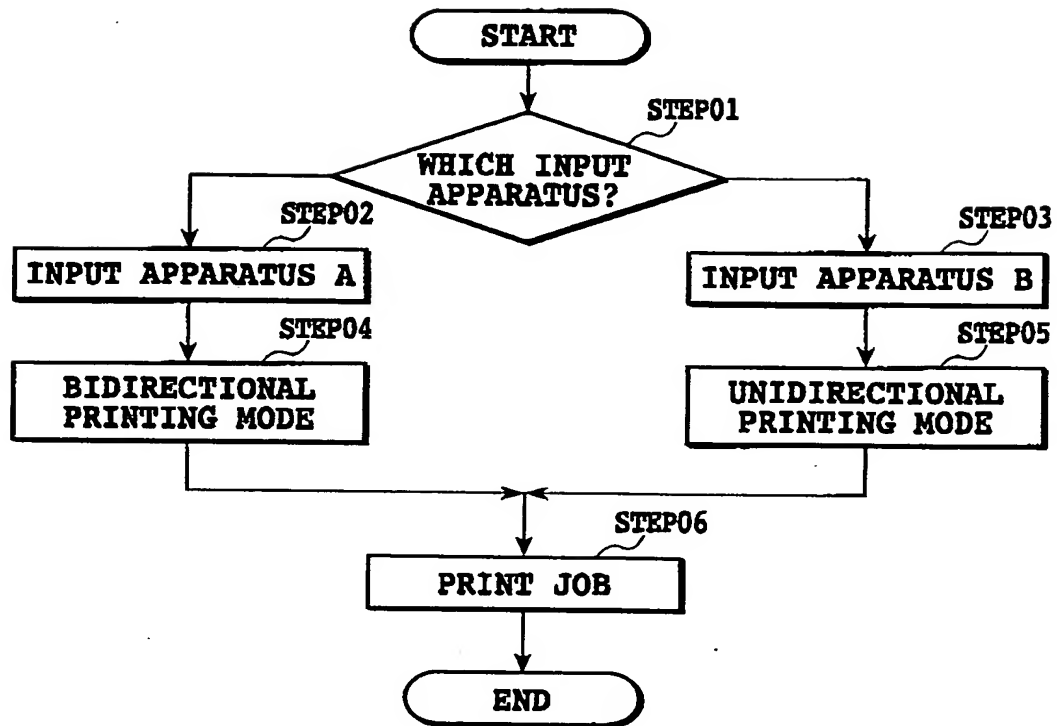 START
STEP01
WHICH INPUT
APPARATUS?
STEP02
INPUT APPARATUS A
STEP03
INPUT APPARATUS B
STEP04
BIDIRECTIONAL
PRINTING MODE
STEP05
UNIDIRECTIONAL
PRINTING MODE
STEP06
PRINT JOB
END